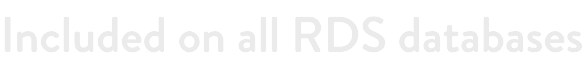 Included on all RDS databases